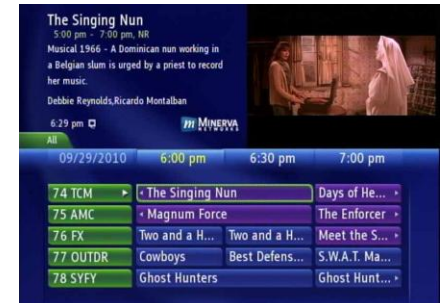 The Singing Nun
5:00 pm - 7:00 pm, NR
Musical 1966 - A Dominican nun working in
a Belgian slum is urged by a priest to record
her music.
Debbie Reynolds,Ricardo Montalban
6:29 pm
m MINERVA
NETWORKS
All
09/29/2010 6:00 pm 6:30 pm 7:00 pm
74 TCM The Singing Nun Days of He...
75 AMC Magnum Force The Enforcer
76 FX Two and a H... Two and a H... Meet the S...
77 OUTDR Cowboys Best Defens... S.W.A.T. Ma...
78 SYFY Ghost Hunters Ghost Hunt...